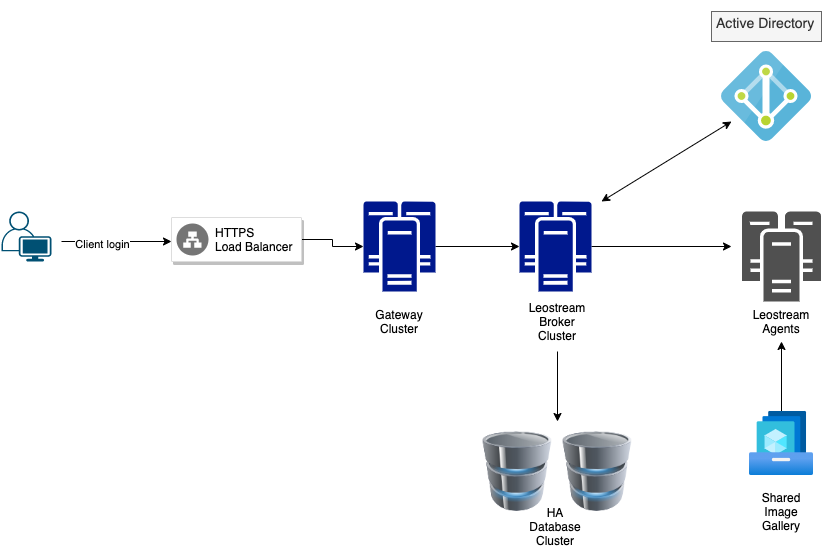 Active Directory
Client login
HTTPS
Load Balancer
Gateway
Cluster
Leostream
Broker
Cluster
Leostream
Agents
HA
Database
Cluster
Shared
Image
Gallery